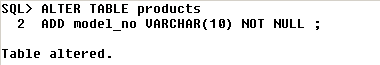 SQL> ALTER TABLE products
  2  ADD model_no VARCHAR(10) NOT NULL ;
Table altered.